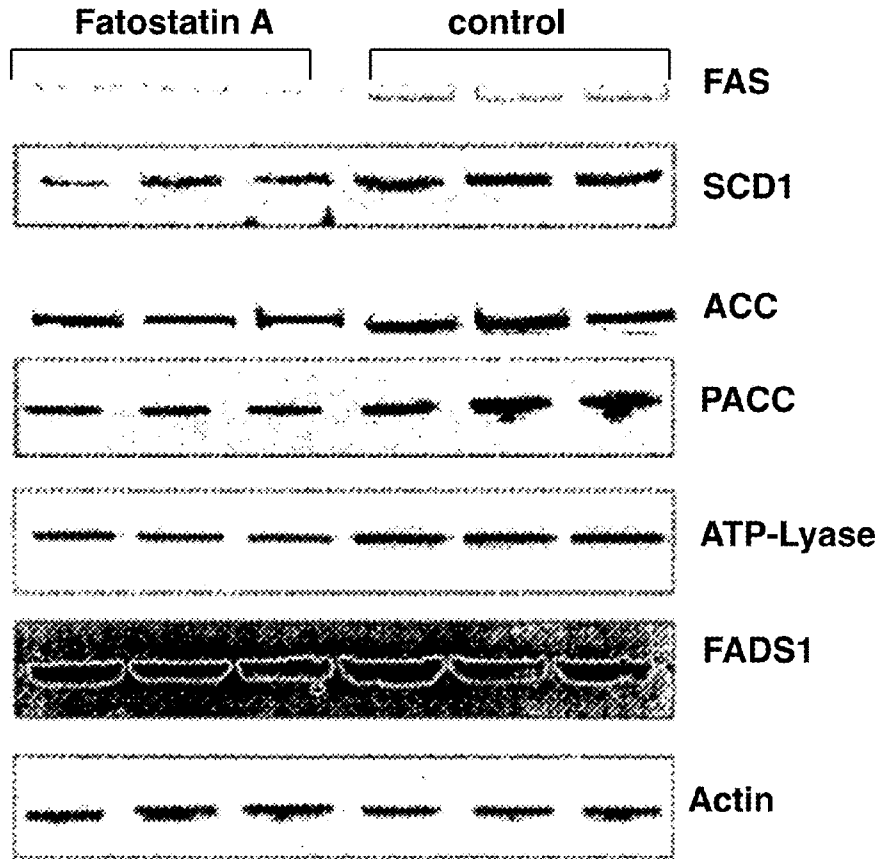 Fatostatin A control
FAS
SCD1
ACC
PACC
ATP-Lyase
FADS1
Actin